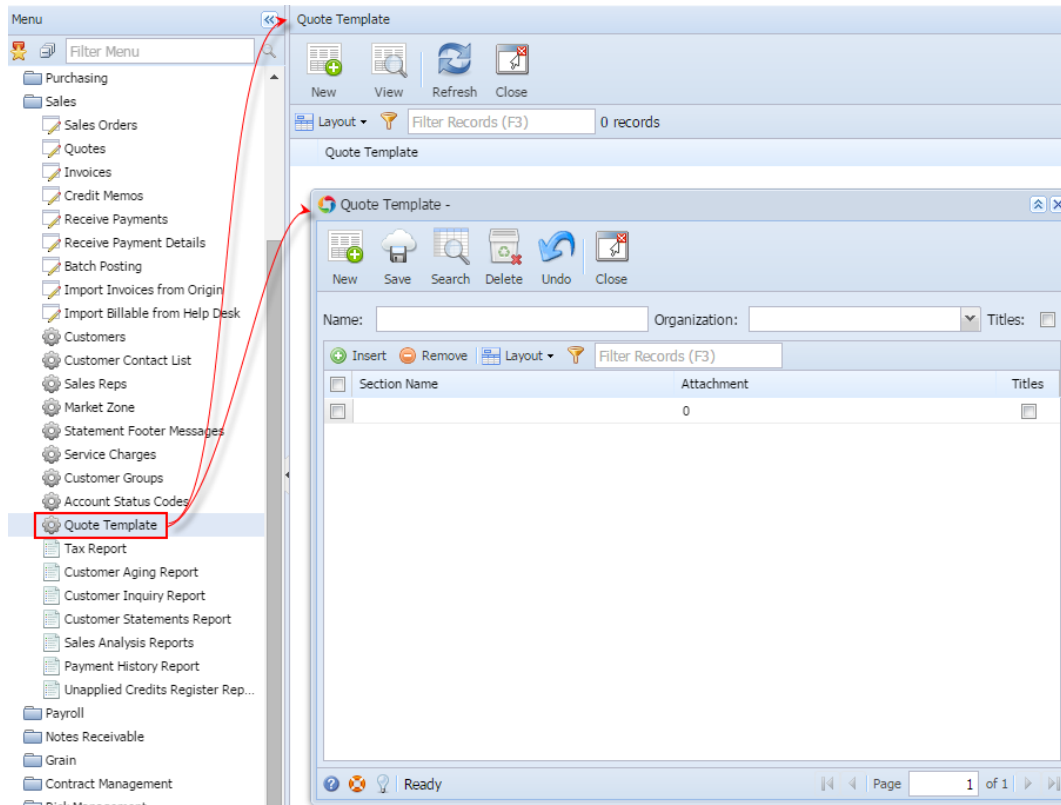 Menu
Filter Menu
Purchasing
Sales
Sales Orders
Quotes
Invoices
Credit Memos
Receive Payments
Receive Payment Details
Batch Posting
Import Invoices from Origin
Import Billable from Help Desk
Customers
Customer Contact List
Sales Reps
Market Zone
Statement Footer Messages
Service Charges
Customer Groups
Account Status Codes
Quote Template
Tax Report
Customer Aging Report
Customer Inquiry Report
Customer Statements Report
Sales Analysis Reports
Payment History Report
Unapplied Credits Register Rep...
Payroll
Notes Receivable
Grain
Contract Management
Quote Template
New View Refresh Close
Layout Filter Records (F3) 0 records
Quote Template
Quote Template -
New Save Search Delete Undo Close
Name: Organization: Titles:
Insert Remove Layout Filter Records (F3)
Section Name Attachment Titles
0
Ready Page 1 of 1